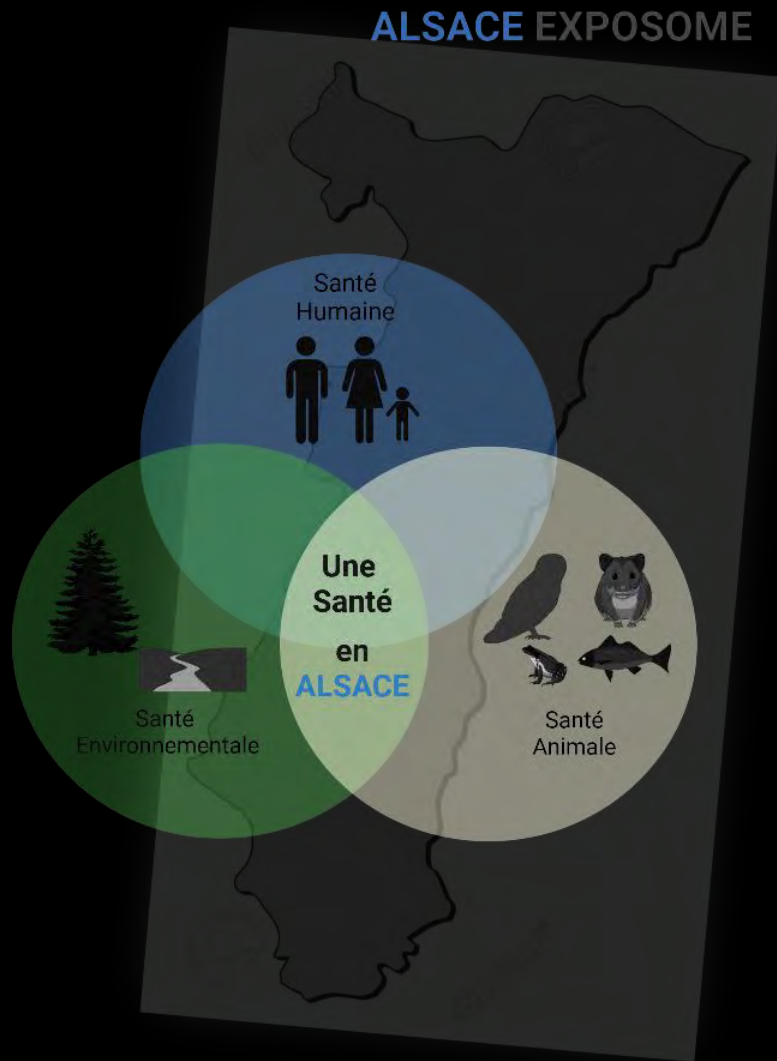 ALSACE EXPOSOME
Santé
Humaine
Une
Santé
en
ALSACE
Santé
Environnementale
Santé
Animale